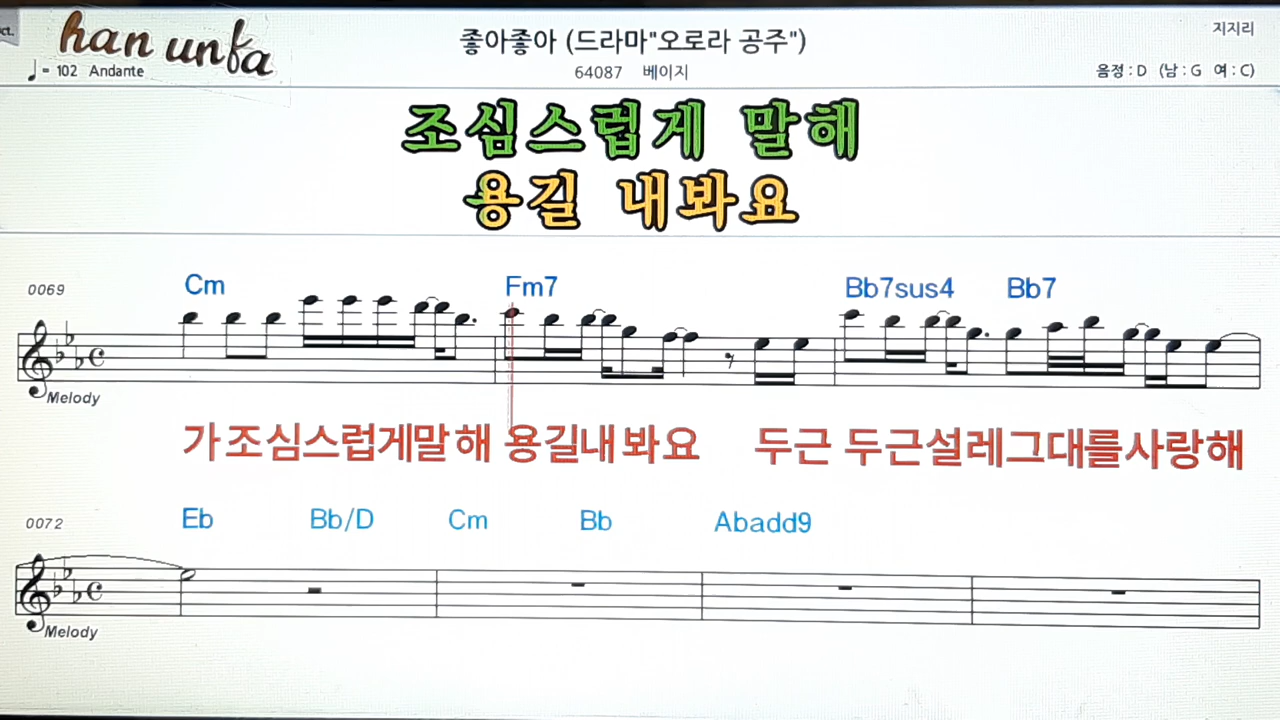 ct.
han unfa
좋아좋아 (드라마"오로라 공주")
지지리
♩= 102 Andante
64087 베이지
음정 : D (남 : G 여 : C)
조심스럽게 말해
용길 내봐요
0069
Cm Fm7 Bb7sus4 Bb7
Melody
가조심스럽게말해 용길내봐요 두근 두근설레그대를사랑해
0072
Eb Bb/D Cm Bb Abadd9
Melody